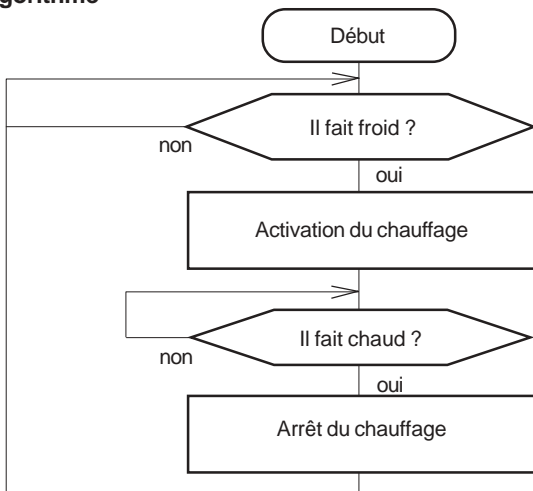 Début
Il fait froid ?
non
oui
Activation du chauffage
Il fait chaud ?
non
oui
Arrêt du chauffage